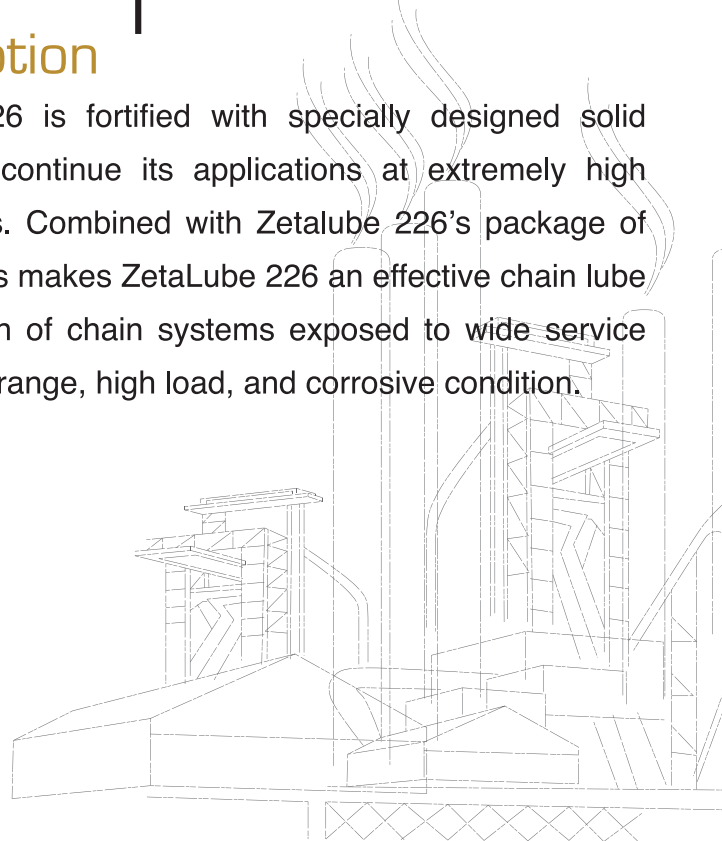 ption
26 is fortified with specially designed solid
continue its applications at extremely high
s. Combined with Zetalube 226's package of
s makes ZetaLube 226 an effective chain lube
n of chain systems exposed to wide service
range, high load, and corrosive condition.